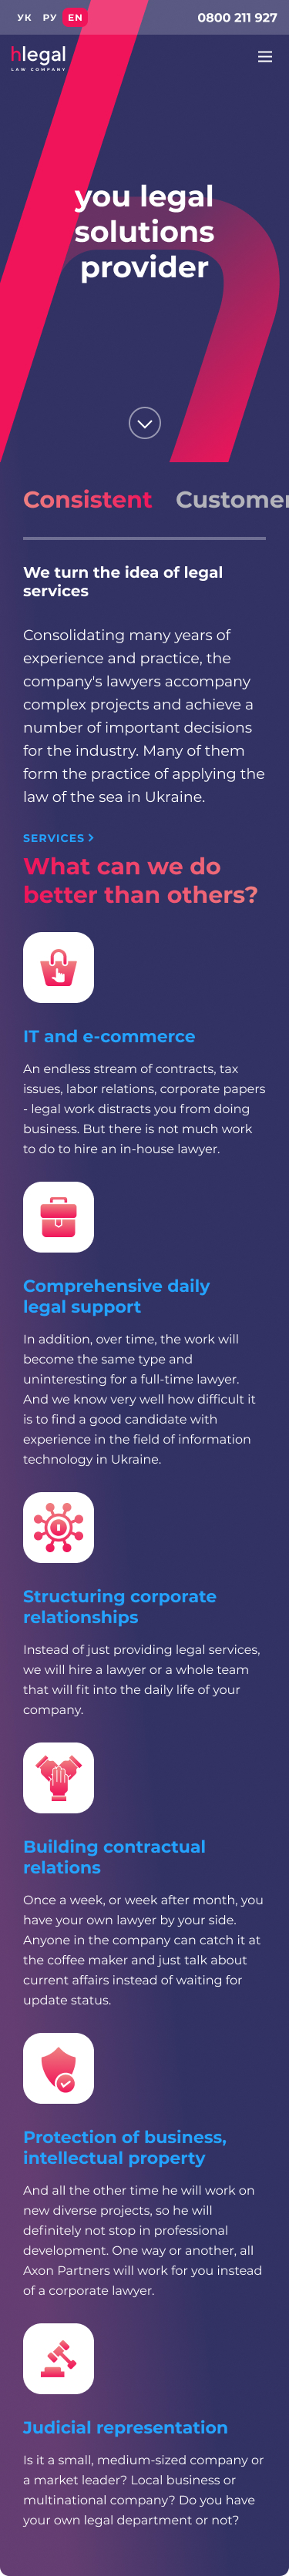 УК РУ EN 0800 211 927
hlegal
LAW COMPANY
you legal
solutions
provider
Consistent Customer
We turn the idea of legal
services
Consolidating many years of
experience and practice, the
company's lawyers accompany
complex projects and achieve a
number of important decisions
for the industry. Many of them
form the practice of applying the
law of the sea in Ukraine.
SERVICES
What can we do
better than others?
IT and e-commerce
An endless stream of contracts, tax
issues, labor relations, corporate papers
- legal work distracts you from doing
business. But there is not much work
to do to hire an in-house lawyer.
Comprehensive daily
legal support
In addition, over time, the work will
become the same type and
uninteresting for a full-time lawyer.
And we know very well how difficult it
is to find a good candidate with
experience in the field of information
technology in Ukraine.
Structuring corporate
relationships
Instead of just providing legal services,
we will hire a lawyer or a whole team
that will fit into the daily life of your
company.
Building contractual
relations
Once a week, or week after month, you
have your own lawyer by your side.
Anyone in the company can catch it at
the coffee maker and just talk about
current affairs instead of waiting for
update status.
Protection of business,
intellectual property
And all the other time he will work on
new diverse projects, so he will
definitely not stop in professional
development. One way or another, all
Axon Partners will work for you instead
of a corporate lawyer.
Judicial representation
Is it a small, medium-sized company or
a market leader? Local business or
multinational company? Do you have
your own legal department or not?